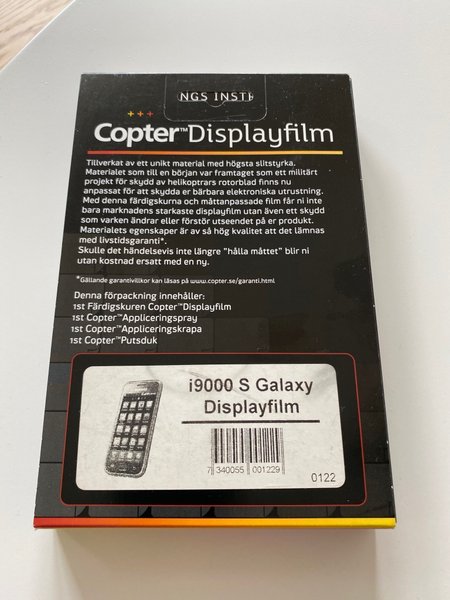 NGS INST
+++
Copter™Displayfilm
Tillverkat av ett unikt material med högsta slitstyrka.
Materialet som till en början var framtaget som ett militärt
projekt för skydd av helikoptrars rotorblad finns nu
anpassat för att skydda er bärbara elektroniska utrustning.
Med denna färdigskurna och måttanpassade film får ni inte
bara marknadens starkaste displayfilm utan även ett skydd
som varken ändrar eller förstör utseendet på er produkt.
Materialets egenskaper är av så hög kvalitet att det lämnas
med livstidsgaranti*.
Skulle det händelsevis inte längre "hålla måttet" blir ni
utan kostnad ersatt med en ny.
*Gällande garantivillkor kan läsas på www.copter.se/garanti.html
Denna förpackning innehåller:
1st Färdigskuren Copter™Displayfilm
1st Copter™Appliceringspray
1st Copter™Appliceringskrapa
1st Copter™Putsduk
i9000 S Galaxy
Displayfilm
7 340055 001229
0122